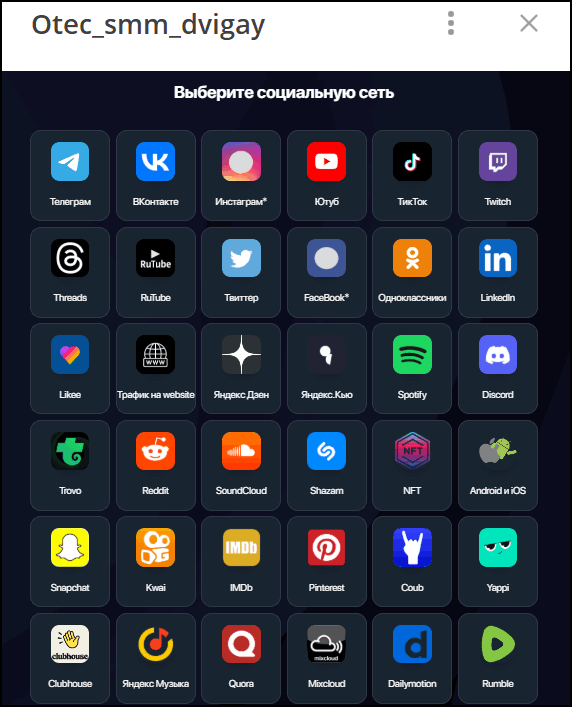 Otec_smm_dvigay
Выберите социальную сеть
Телеграм ВКонтакте Инстаграм* Ютуб ТикТок Twitch
RuTube
Threads RuTube Твиттер FaceBook* Одноклассники LinkedIn
www
Likee Трафик на website Яндекс Дзен Яндекс.Кью Spotify Discord
NFT
Trovo Reddit SoundCloud Shazam NFT Android и iOS
IMDb
Snapchat Kwai IMDb Pinterest Coub Yappi
clubhouse mixcloud
Clubhouse Яндекс Музыка Quora Mixcloud Dailymotion Rumble